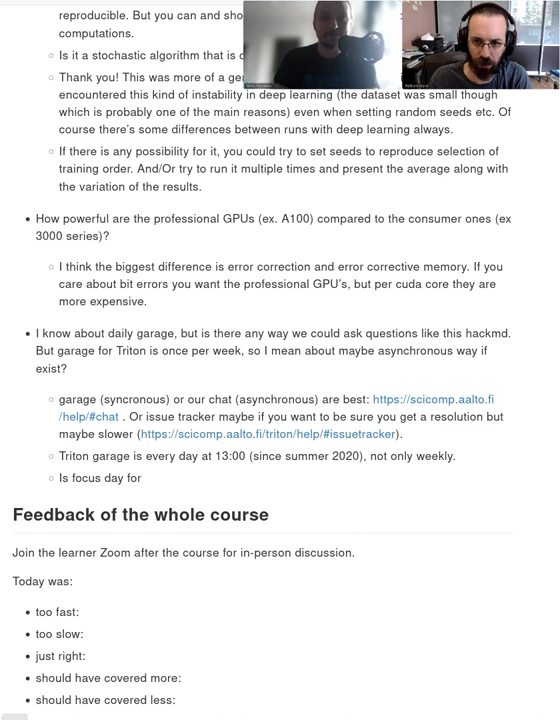 reproducible. But you can and sho
computations.
Is it a stochastic algorithm that is
Thank you! This was more of a
encountered this kind of instability in deep learning (the dataset was small though
which is probably one of the main reasons) even when setting random seeds etc. Of
course there's some differences between runs with deep learning always.
If there is any possibility for it, you could try to set seeds to reproduce selection of
training order. And/Or try to run it multiple times and present the average along with
the variation of the results.
How powerful are the professional GPUs (ex. A100) compared to the consumer ones (ex
3000 series)?
I think the biggest difference is error correction and error corrective memory. If you
care about bit errors you want the professional GPU's, but per cuda core they are
more expensive.
I know about daily garage, but is there any way we could ask questions like this hackmd.
But garage for Triton is once per week, so I mean about maybe asynchronous way if
exist?
garage (syncronous) or our chat (asynchronous) are best: https://scicomp.aalto.fi
/help/#chat . Or issue tracker maybe if you want to be sure you get a resolution but
maybe slower (https://scicomp.aalto.fi/triton/help/#issuetracker).
Triton garage is every day at 13:00 (since summer 2020), not only weekly.
Is focus day for
Feedback of the whole course
Join the learner Zoom after the course for in-person discussion.
Today was:
too fast:
too slow:
just right:
should have covered more:
should have covered less: